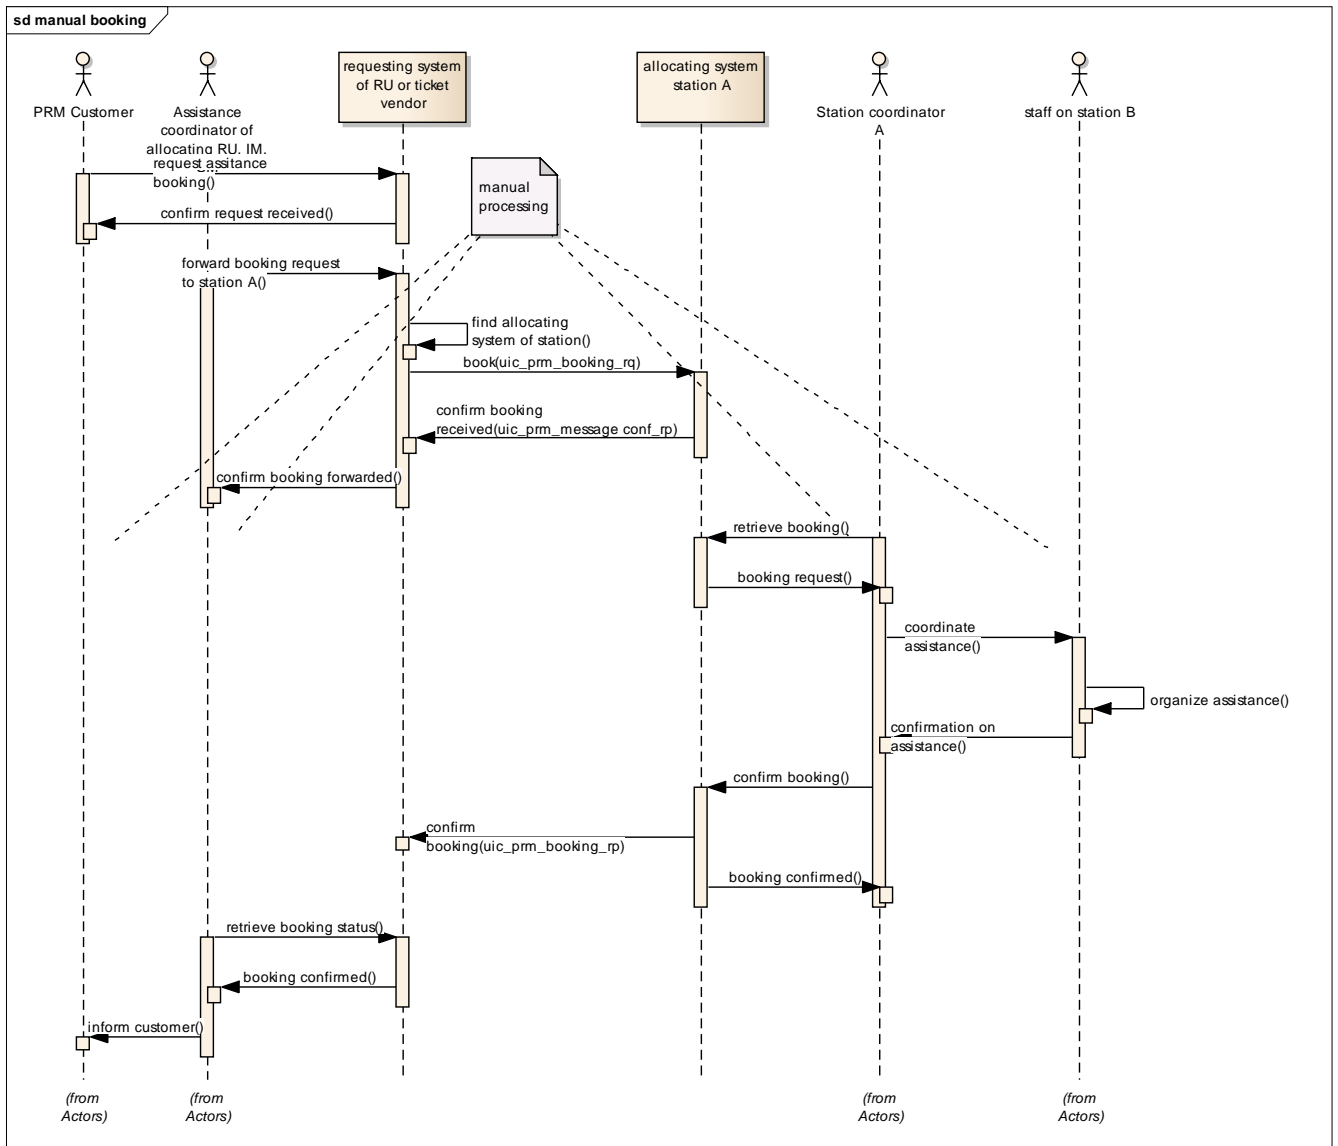 sd manual booking
PRM Customer
Assistance
coordinator of
allocating RU, IM,
requesting system
of RU or ticket
vendor
allocating system
station A
Station coordinator
A
staff on station B
request assitance
booking()
manual
processing
confirm request received()
forward booking request
to station A()
find allocating
system of station()
book(uic_prm_booking_rq)
confirm booking
received(uic_prm_message conf_rp)
confirm booking forwarded()
retrieve booking()
booking request()
coordinate
assistance()
organize assistance()
confirmation on
assistance()
confirm booking()
confirm
booking(uic_prm_booking_rp)
booking confirmed()
retrieve booking status()
booking confirmed()
inform customer()
(from
Actors)
(from
Actors)
(from
Actors)
(from
Actors)